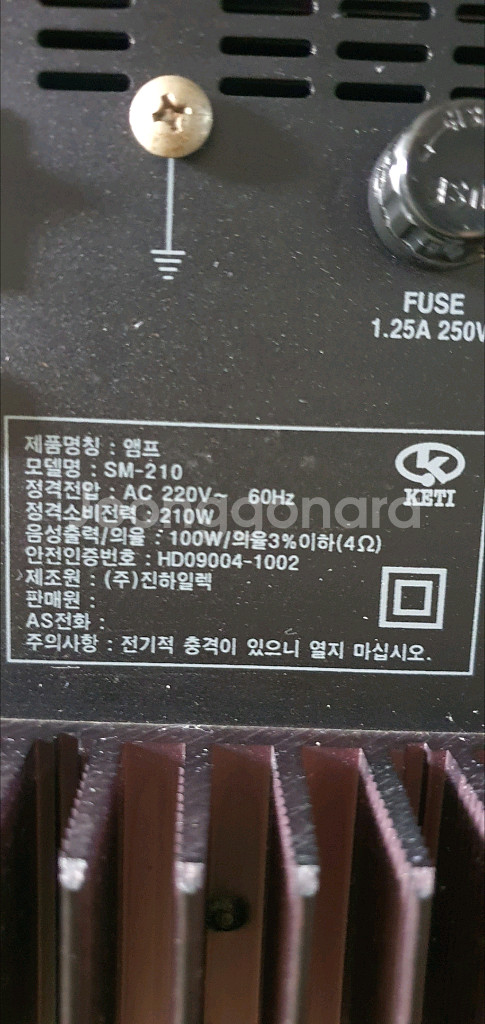 FUSE
1.25A 250V
제품명칭 : 앰프
모델명 : SM-210
정격전압 : AC 220V~ 60Hz
정격소비전력 : 210W
음성출력/의율 : 100W/의율3%이하(4Ω)
안전인증번호 : HD09004-1002
제조원 : (주)진하일렉
판매원 :
AS전화 :
주의사항 : 전기적 충격이 있으니 열지 마십시오.
KETI
joonggonara